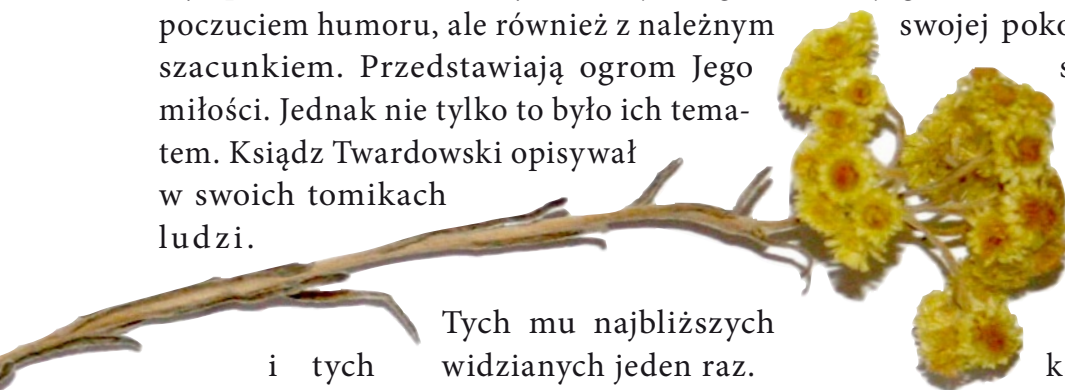 poczuciem humoru, ale również z należnym
szacunkiem. Przedstawiają ogrom Jego
miłości. Jednak nie tylko to było ich tema-
tem. Ksiądz Twardowski opisywał
w swoich tomikach
ludzi.
Tych mu najbliższych
i tych widzianych jeden raz.
swojej